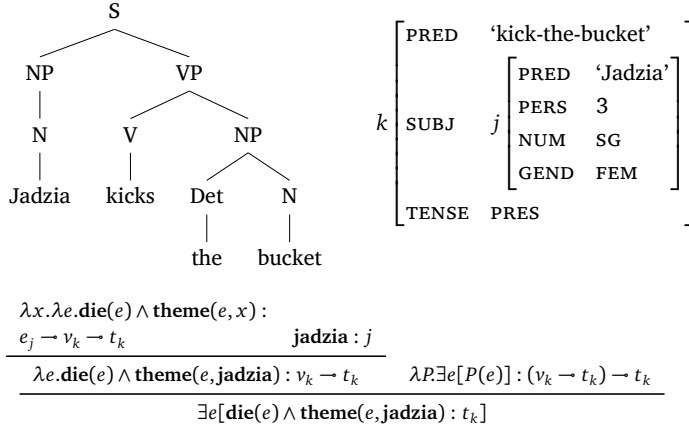 S
NP VP
N V NP
Jadzia kicks Det N
the bucket
PRED ‘kick-the-bucket’
k SUBJ j PRED ‘Jadzia’
PERS 3
NUM SG
GEND FEM
TENSE PRES
λx.λe.die(e) ∧ theme(e, x) :
e_j ⊸ v_k ⊸ t_k jadzia : j
λe.die(e) ∧ theme(e, jadzia) : v_k ⊸ t_k λP.∃e[P(e)] : (v_k ⊸ t_k) ⊸ t_k
∃e[die(e) ∧ theme(e, jadzia) : t_k]